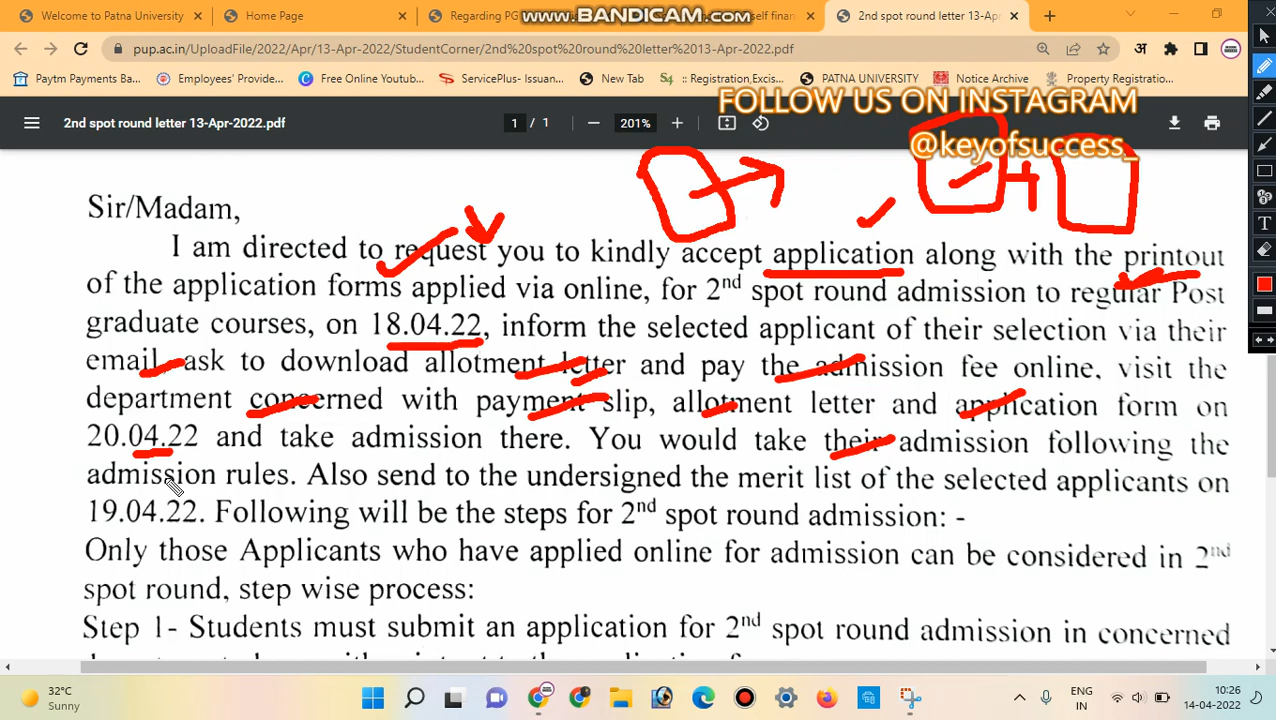 Welcome to Patna University
Home Page
Regarding PG
self finan
2nd spot round letter 13-Apr-2022
www.BANDICAM.com
pup.ac.in/UploadFile/2022/Apr/13-Apr-2022/StudentCorner/2nd%20spot%20round%20letter%2013-Apr-2022.pdf
अ
Paytm Payments Ba...
Employees' Provide...
Free Online Youtub...
ServicePlus- Issuan...
New Tab
:: Registration,Excis...
PATNA UNIVERSITY
Notice Archive
Property Registratio...
FOLLOW US ON INSTAGRAM
@keyofsuccess_
2nd spot round letter 13-Apr-2022.pdf
1 / 1
201%
Sir/Madam,
I am directed to request you to kindly accept application along with the printout
of the application forms applied via online, for 2nd spot round admission to regular Post
graduate courses, on 18.04.22, inform the selected applicant of their selection via their
email ask to download allotment letter and pay the admission fee online, visit the
department concerned with payment slip, allotment letter and application form on
20.04.22 and take admission there. You would take their admission following the
admission rules. Also send to the undersigned the merit list of the selected applicants on
19.04.22. Following will be the steps for 2nd spot round admission: -
Only those Applicants who have applied online for admission can be considered in 2nd
spot round, step wise process:
Step 1- Students must submit an application for 2nd spot round admission in concerned
32°C
Sunny
ENG
IN
10:26
14-04-2022